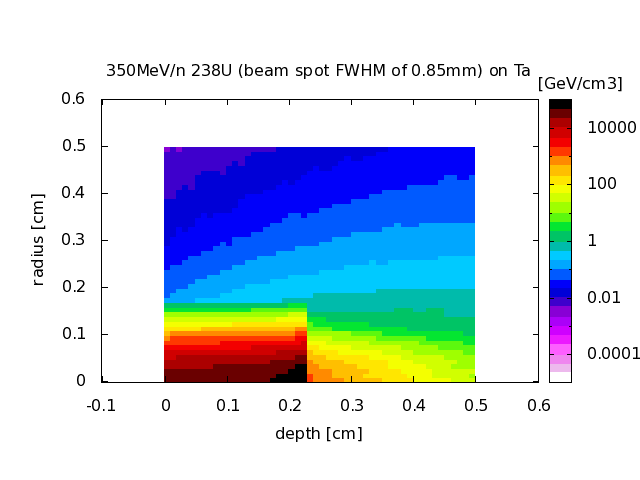 350MeV/n 238U (beam spot FWHM of 0.85mm) on Ta
[GeV/cm3]
0.6
0.5
0.4
0.3
0.2
0.1
0
radius [cm]
-0.1 0 0.1 0.2 0.3 0.4 0.5 0.6
depth [cm]
10000
100
1
0.01
0.0001